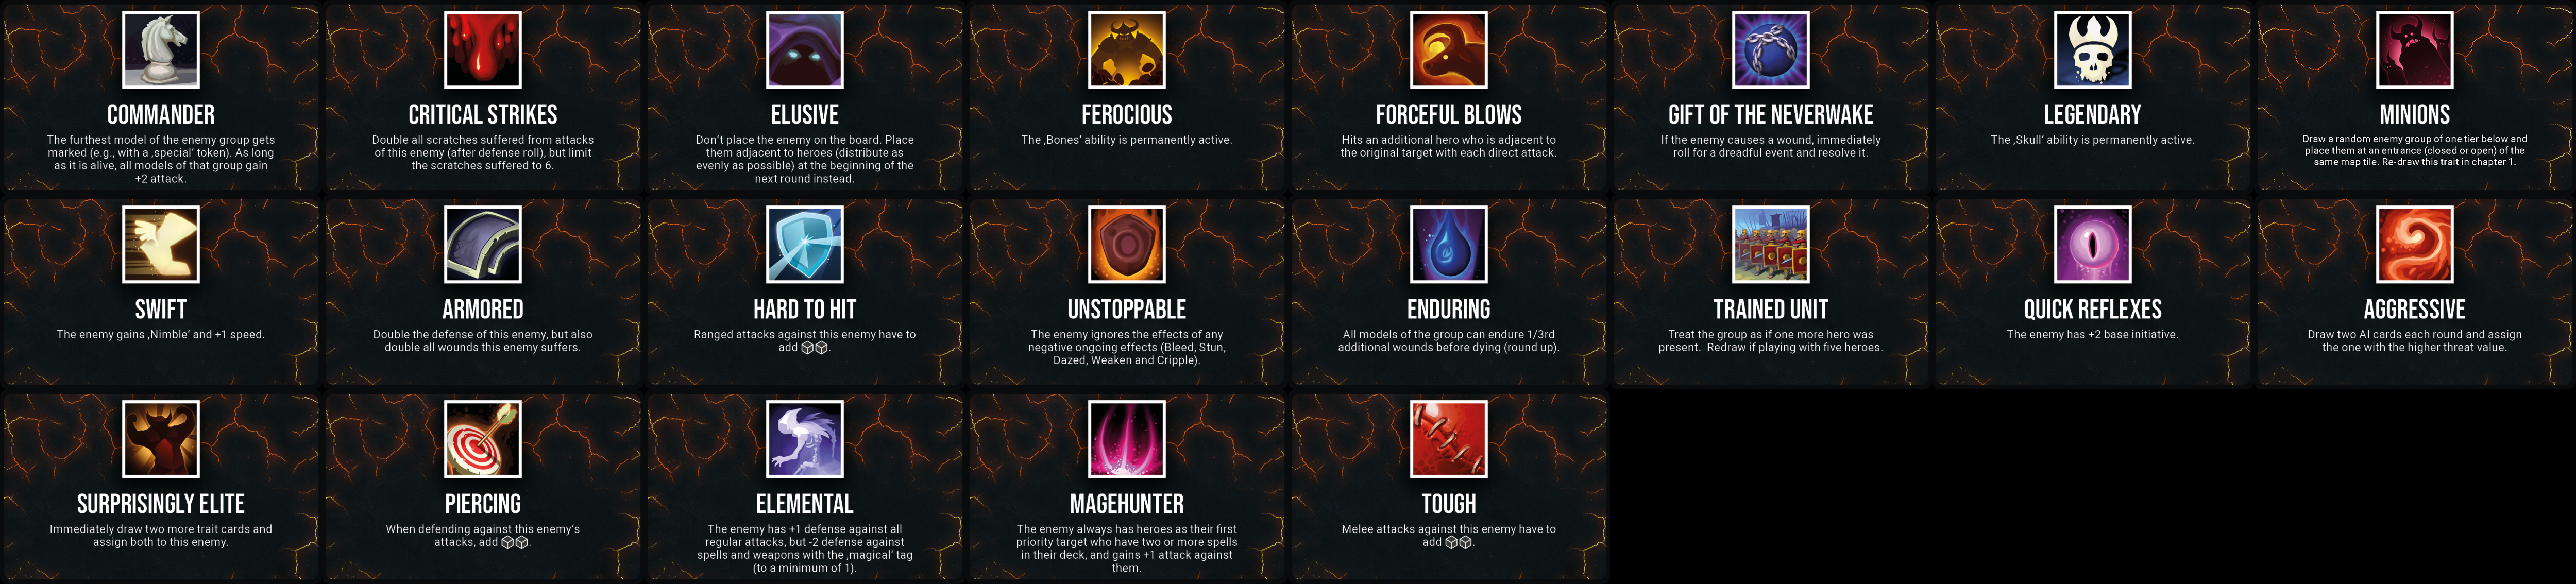 COMMANDER
The furthest model of the enemy group gets
marked (e.g., with a ‚special‘ token). As long
as it is alive, all models of that group gain
+2 attack.
CRITICAL STRIKES
Double all scratches suffered from attacks
of this enemy (after defense roll), but limit
the scratches suffered to 6.
ELUSIVE
Don’t place the enemy on the board. Place
them adjacent to heroes (distribute as
evenly as possible) at the beginning of the
next round instead.
FEROCIOUS
The ‚Bones‘ ability is permanently active.
FORCEFUL BLOWS
Hits an additional hero who is adjacent to
the original target with each direct attack.
GIFT OF THE NEVERWAKE
If the enemy causes a wound, immediately
roll for a dreadful event and resolve it.
LEGENDARY
The ‚Skull‘ ability is permanently active.
MINIONS
Draw a random enemy group of one tier below and
place them at an entrance (closed or open) of the
same map tile. Re-draw this trait in chapter 1.
SWIFT
The enemy gains ‚Nimble‘ and +1 speed.
ARMORED
Double the defense of this enemy, but also
double all wounds this enemy suffers.
HARD TO HIT
Ranged attacks against this enemy have to
add .
UNSTOPPABLE
The enemy ignores the effects of any
negative ongoing effects (Bleed, Stun,
Dazed, Weaken and Cripple).
ENDURING
All models of the group can endure 1/3rd
additional wounds before dying (round up).
TRAINED UNIT
Treat the group as if one more hero was
present. Redraw if playing with five heroes.
QUICK REFLEXES
The enemy has +2 base initiative.
AGGRESSIVE
Draw two AI cards each round and assign
the one with the higher threat value.
SURPRISINGLY ELITE
Immediately draw two more trait cards and
assign both to this enemy.
PIERCING
When defending against this enemy’s
attacks, add .
ELEMENTAL
The enemy has +1 defense against all
regular attacks, but -2 defense against
spells and weapons with the ‚magical‘ tag
(to a minimum of 1).
MAGEHUNTER
The enemy always has heroes as their first
priority target who have two or more spells
in their deck, and gains +1 attack against
them.
TOUGH
Melee attacks against this enemy have to
add .